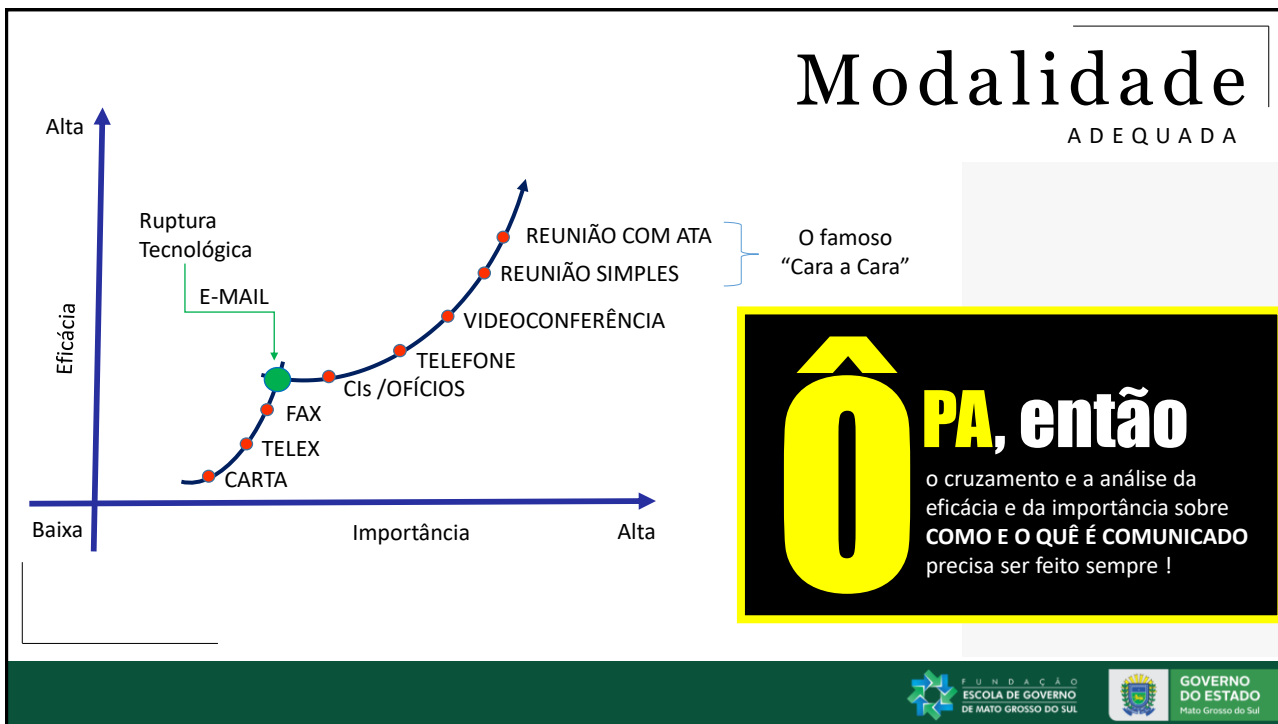 Modalidade
ADEQUADA
Alta
Ruptura
Tecnológica
E-MAIL
Eficácia
REUNIÃO COM ATA
REUNIÃO SIMPLES
VIDEOCONFERÊNCIA
TELEFONE
CIs /OFÍCIOS
FAX
TELEX
CARTA
Baixa
Importância
Alta
O famoso
“Cara a Cara”
ÔPA, então
o cruzamento e a análise da
eficácia e da importância sobre
COMO E O QUÊ É COMUNICADO
precisa ser feito sempre !
FUNDAÇÃO
ESCOLA DE GOVERNO
DE MATO GROSSO DO SUL
GOVERNO
DO ESTADO
Mato Grosso do Sul